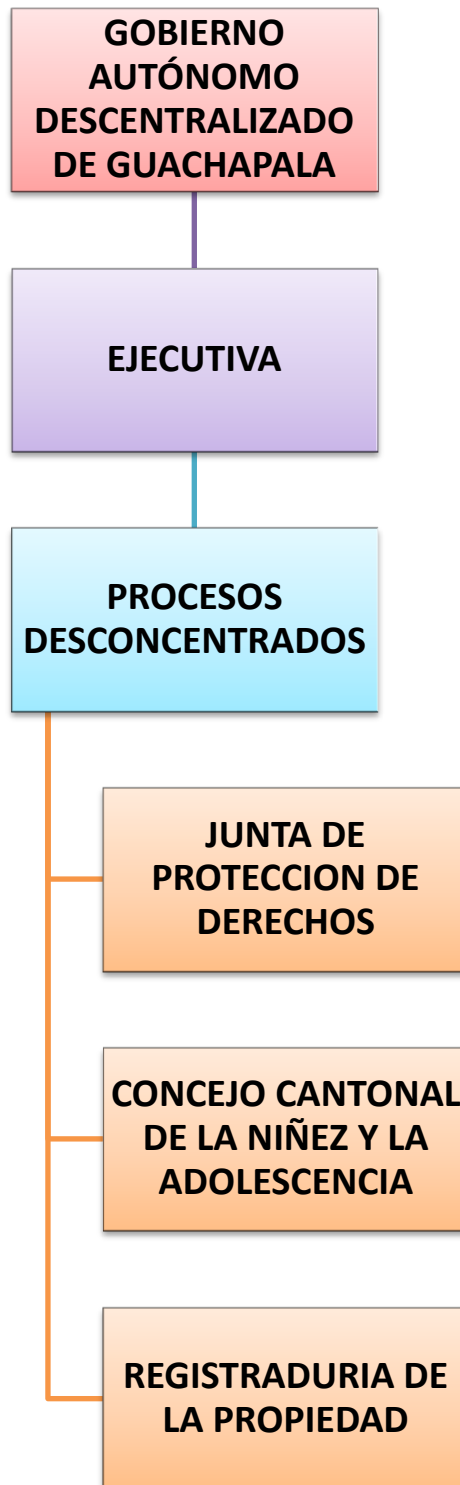 GOBIERNO
AUTÓNOMO
DESCENTRALIZADO
DE GUACHAPALA
EJECUTIVA
PROCESOS
DESCONCENTRADOS
JUNTA DE
PROTECCION DE
DERECHOS
CONCEJO CANTONAL
DE LA NIÑEZ Y LA
ADOLESCENCIA
REGISTRADURIA DE
LA PROPIEDAD